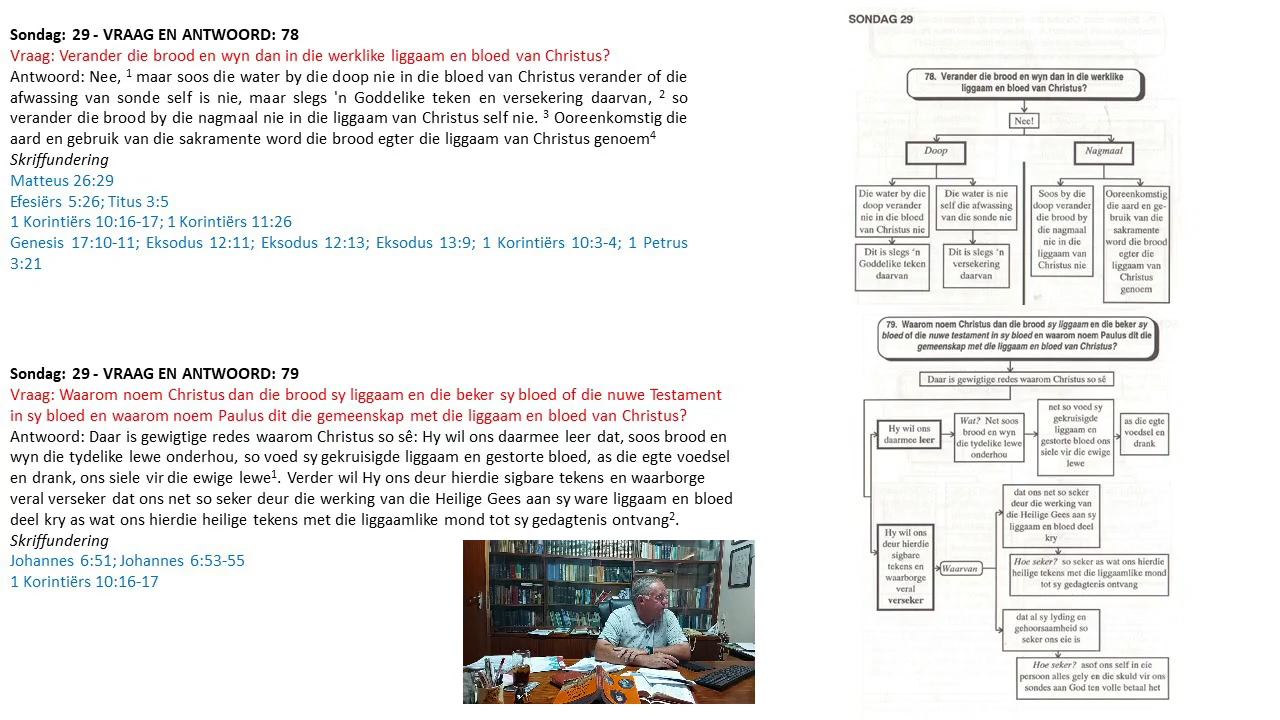 Sondag: 29 - VRAAG EN ANTWOORD: 78
Vraag: Verander die brood en wyn dan in die werklike liggaam en bloed van Christus?
Antwoord: Nee, ¹ maar soos die water by die doop nie in die bloed van Christus verander of die
afwassing van sonde self is nie, maar slegs 'n Goddelike teken en versekering daarvan, ² so
verander die brood by die nagmaal nie in die liggaam van Christus self nie. ³ Ooreenkomstig die
aard en gebruik van die sakramente word die brood egter die liggaam van Christus genoem⁴
Skriffundering
Matteus 26:29
Efesiërs 5:26; Titus 3:5
1 Korintiërs 10:16-17; 1 Korintiërs 11:26
Genesis 17:10-11; Eksodus 12:11; Eksodus 12:13; Eksodus 13:9; 1 Korintiërs 10:3-4; 1 Petrus
3:21
Sondag: 29 - VRAAG EN ANTWOORD: 79
Vraag: Waarom noem Christus dan die brood sy liggaam en die beker sy bloed of die nuwe Testament
in sy bloed en waarom noem Paulus dit die gemeenskap met die liggaam en bloed van Christus?
Antwoord: Daar is gewigtige redes waarom Christus so sê: Hy wil ons daarmee leer dat, soos brood en
wyn die tydelike lewe onderhou, so voed sy gekruisigde liggaam en gestorte bloed, as die egte voedsel
en drank, ons siele vir die ewige lewe¹. Verder wil Hy ons deur hierdie sigbare tekens en waarborge
veral verseker dat ons net so seker deur die werking van die Heilige Gees aan sy ware liggaam en bloed
deel kry as wat ons hierdie heilige tekens met die liggaamlike mond tot sy gedagtenis ontvang².
Skriffundering
Johannes 6:51; Johannes 6:53-55
1 Korintiërs 10:16-17
SONDAG 29
78. Verander die brood en wyn dan in die werklike
liggaam en bloed van Christus?
Nee!
Doop
Nagmaal
Die water by die
doop verander
nie in die bloed
van Christus nie
Die water is nie
self die afwassing
van die sonde nie
Soos by die
doop verander
die brood by
die nagmaal
nie in die
liggaam van
Christus nie
Ooreenkomstig
die aard en ge-
bruik van die
sakramente
word die brood
egter die
liggaam van
Christus
genoem
Dit is slegs 'n
Goddelike teken
daarvan
Dit is slegs 'n
versekering
daarvan
79. Waarom noem Christus dan die brood sy liggaam en die beker sy
bloed of die nuwe testament in sy bloed en waarom noem Paulus dit die
gemeenskap met die liggaam en bloed van Christus?
Daar is gewigtige redes waarom Christus so sê
Hy wil ons
daarmee leer
Wat? Net soos
brood en wyn
die tydelike lewe
onderhou
net so voed sy
gekruisigde
liggaam en
gestorte bloed ons
siele vir die ewige
lewe
as die egte
voedsel en
drank
Hy wil ons
deur hierdie
sigbare
tekens en
waarborge
veral
verseker
Waarvan
dat ons net so seker
deur die werking van
die Heilige Gees aan sy
liggaam en bloed deel
kry
Hoe seker? so seker as wat ons hierdie
heilige tekens met die liggaamlike mond
tot sy gedagtenis ontvang
dat al sy lyding en
gehoorsaamheid so
seker ons eie is
Hoe seker? asof ons self in eie
persoon alles gely en die skuld vir ons
sondes aan God ten volle betaal het